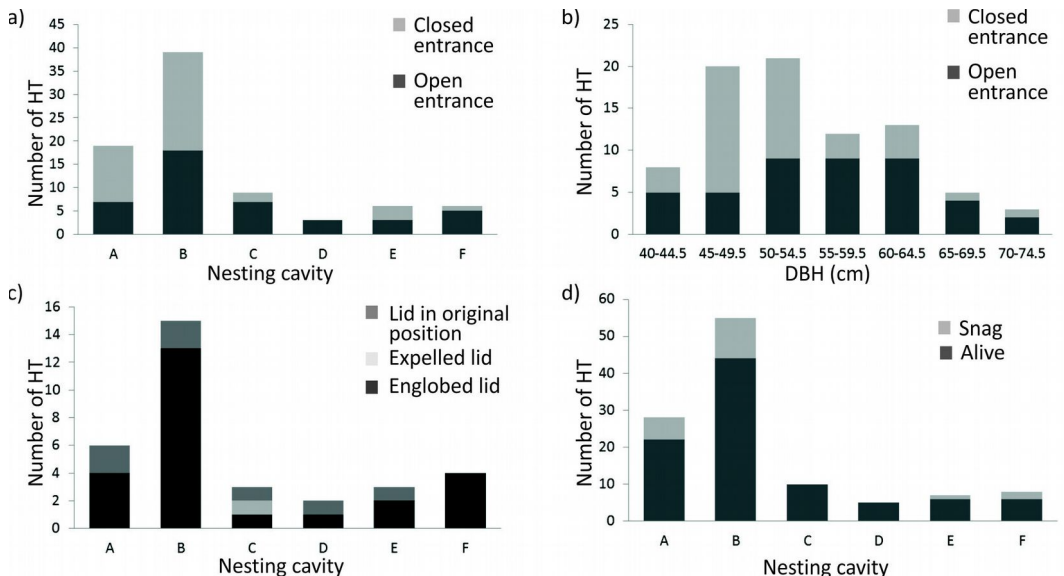 a)
45
40
35
30
25
20
15
10
5
0
Number of HT
A B C D E F
Nesting cavity
Closed
entrance
Open
entrance
b)
25
20
15
10
5
0
Number of HT
40-44.5 45-49.5 50-54.5 55-59.5 60-64.5 65-69.5 70-74.5
DBH (cm)
Closed
entrance
Open
entrance
c)
16
14
12
10
8
6
4
2
0
Number of HT
A B C D E F
Nesting cavity
Lid in original
position
Expelled lid
Englobed lid
d)
60
50
40
30
20
10
0
Number of HT
A B C D E F
Nesting cavity
Snag
Alive